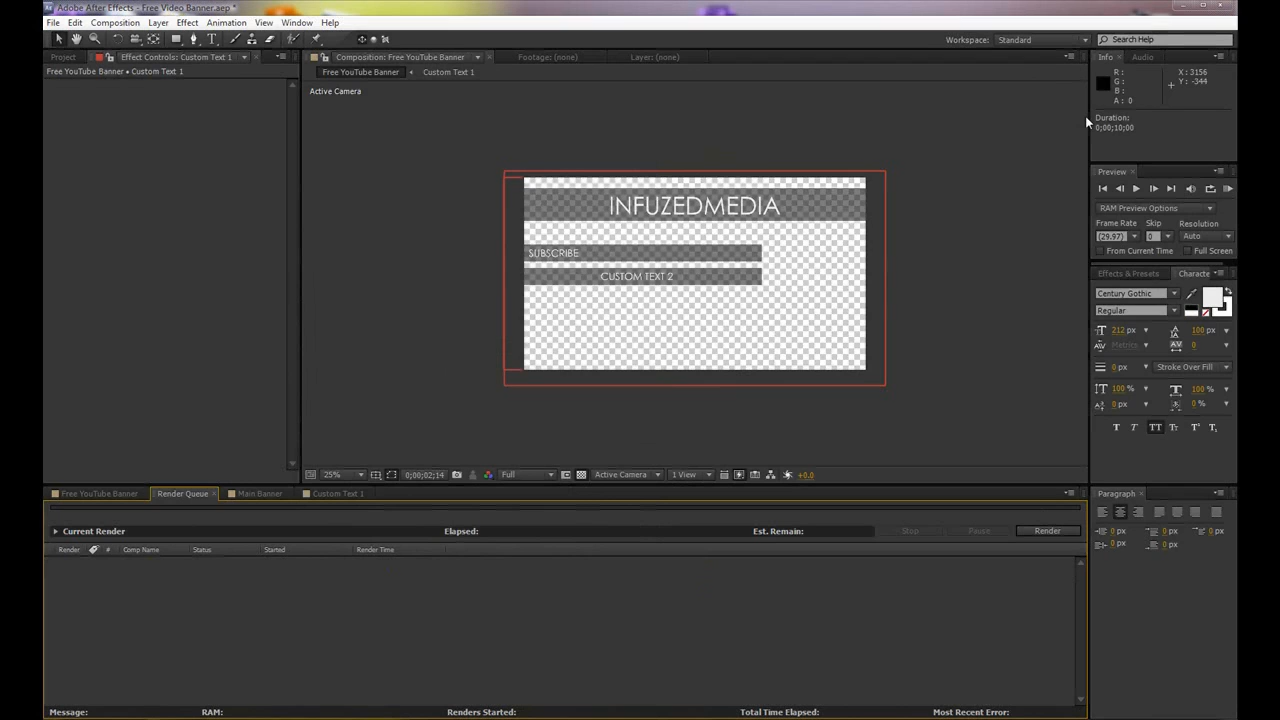 Adobe After Effects - Free Video Banner.aep *
File Edit Composition Layer Effect Animation View Window Help
Workspace: Standard Search Help
Project Effect Controls: Custom Text 1 Composition: Free YouTube Banner Footage: (none) Layer: (none) Info Audio
Free YouTube Banner • Custom Text 1 Free YouTube Banner Custom Text 1
Active Camera
R :
G :
B :
A : 0
X : 3156
Y : -344
Duration:
0;00;10;00
Preview
RAM Preview Options
Frame Rate Skip Resolution
(29.97) 0 Auto
From Current Time Full Screen
INFUZEDMEDIA
SUBSCRIBE
CUSTOM TEXT 2
Effects & Presets Characte
Century Gothic
Regular
212 px 100 px
Metrics 0
0 px Stroke Over Fill
100 % 100 %
0 px 0 %
T T TT Tt T¹ T₁
25% 0;00;02;14 Full Active Camera 1 View +0.0
Free YouTube Banner Render Queue Main Banner Custom Text 1
Paragraph
0 px 0 px 0 px
0 px 0 px
Current Render Elapsed: Est. Remain: Stop Pause Render
Render # Comp Name Status Started Render Time
Message: RAM: Renders Started: Total Time Elapsed: Most Recent Error: